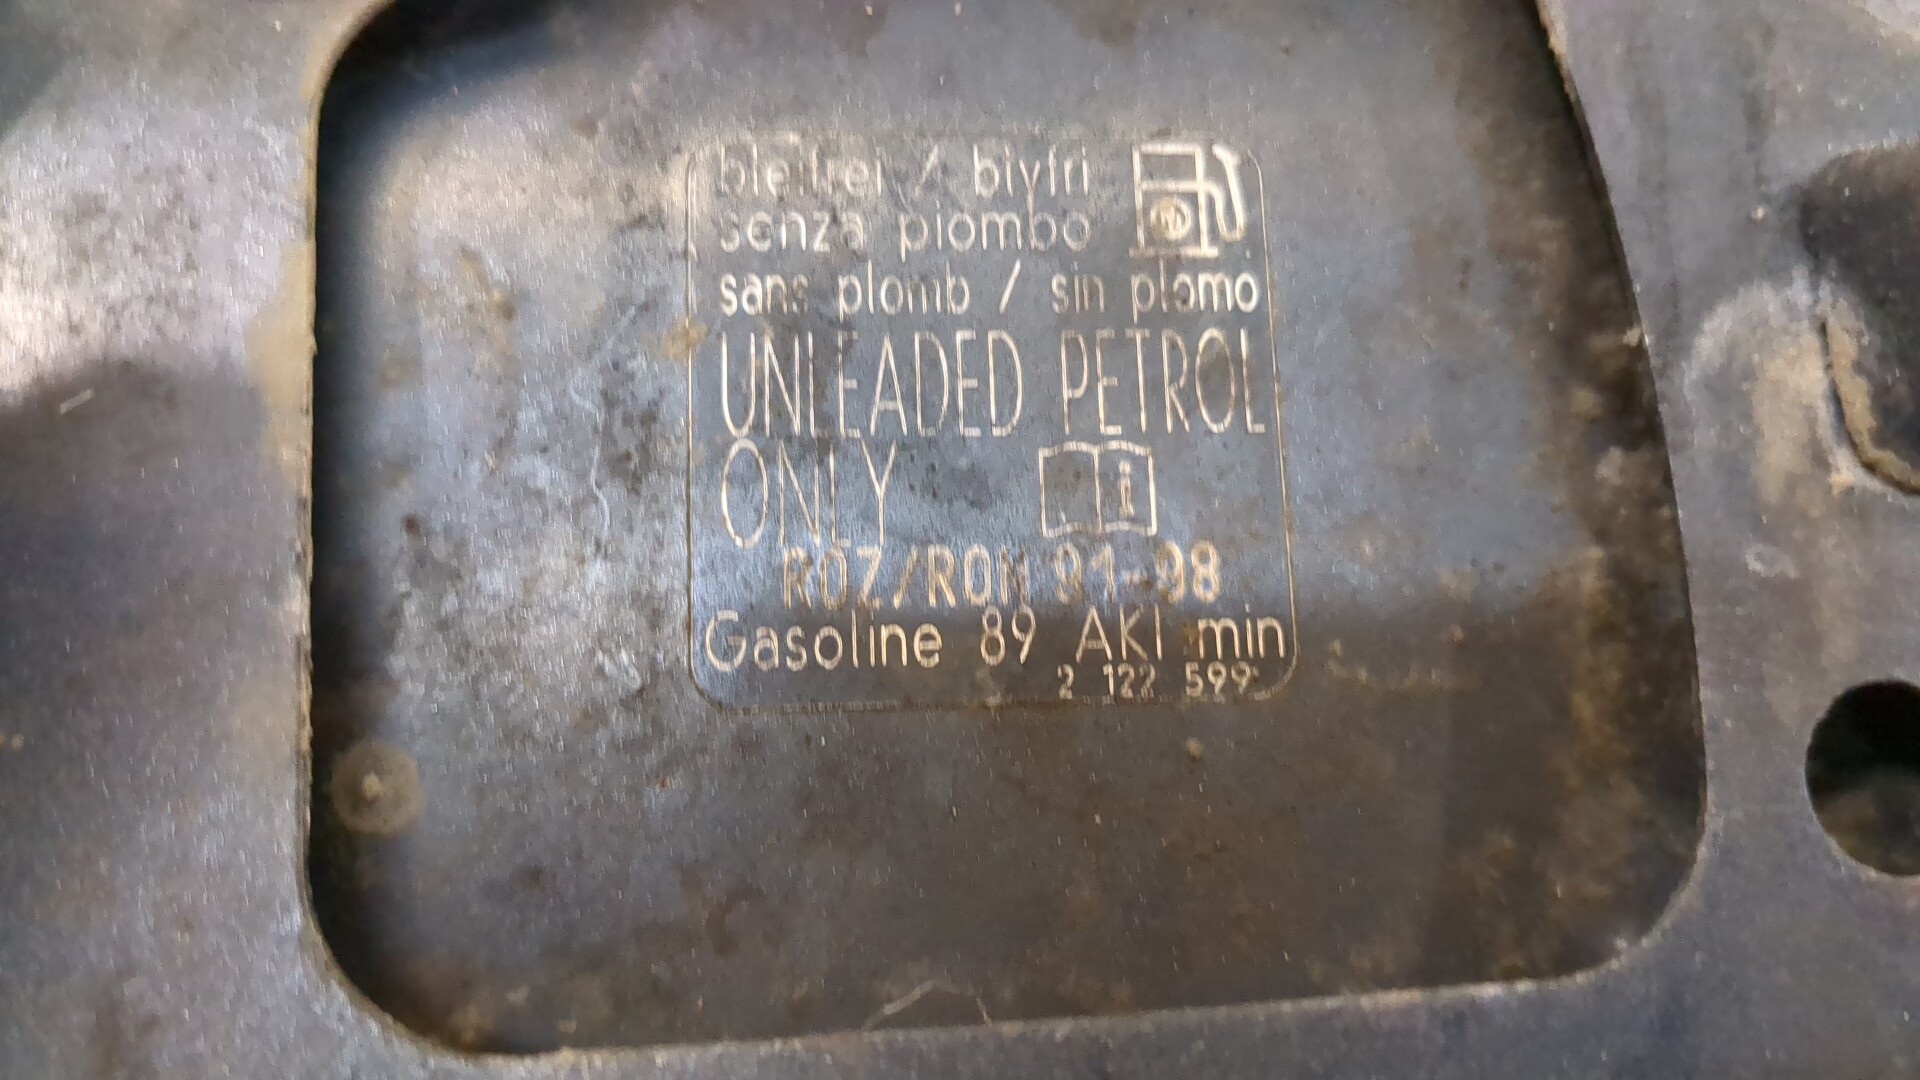 bleifrei / blyfri
senza piombo
sans plomb / sin plomo
UNLEADED PETROL
ONLY
ROZ/RON 91-98
Gasoline 89 AKI min
2 122 599